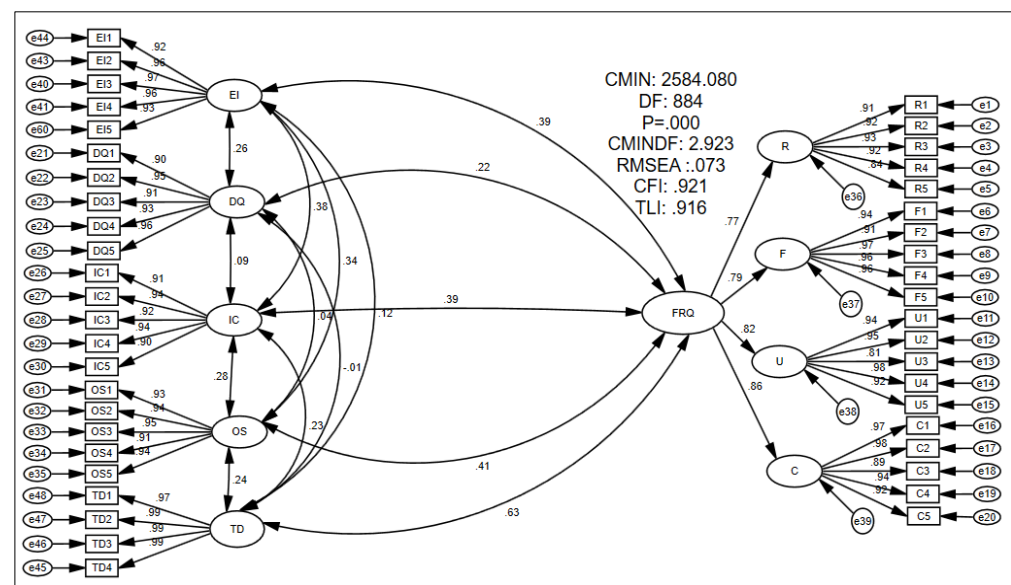 e44 EI1 .92
e43 EI2 .96
e40 EI3 .97
e41 EI4 .96
e60 EI5 .93
EI
e21 DQ1 .90
e22 DQ2 .95
e23 DQ3 .91
e24 DQ4 .93
e25 DQ5 .96
DQ
e26 IC1 .91
e27 IC2 .94
e28 IC3 .92
e29 IC4 .94
e30 IC5 .90
IC
e31 OS1 .93
e32 OS2 .94
e33 OS3 .95
e34 OS4 .91
e35 OS5 .94
OS
e48 TD1 .97
e47 TD2 .99
e46 TD3 .99
e45 TD4 .99
TD
.26
.38
.09
.34
.04
.12
.28
-.01
.23
.24
.39
.22
.39
.41
.63
CMIN: 2584.080
DF: 884
P=.000
CMINDF: 2.923
RMSEA :.073
CFI: .921
TLI: .916
FRQ
.77
.79
.82
.86
R
e36
.91 R1 e1
.92 R2 e2
.93 R3 e3
.92 R4 e4
.84 R5 e5
F
e37
.94 F1 e6
.91 F2 e7
.97 F3 e8
.96 F4 e9
.96 F5 e10
U
e38
.94 U1 e11
.95 U2 e12
.81 U3 e13
.98 U4 e14
.92 U5 e15
C
e39
.97 C1 e16
.98 C2 e17
.89 C3 e18
.94 C4 e19
.92 C5 e20